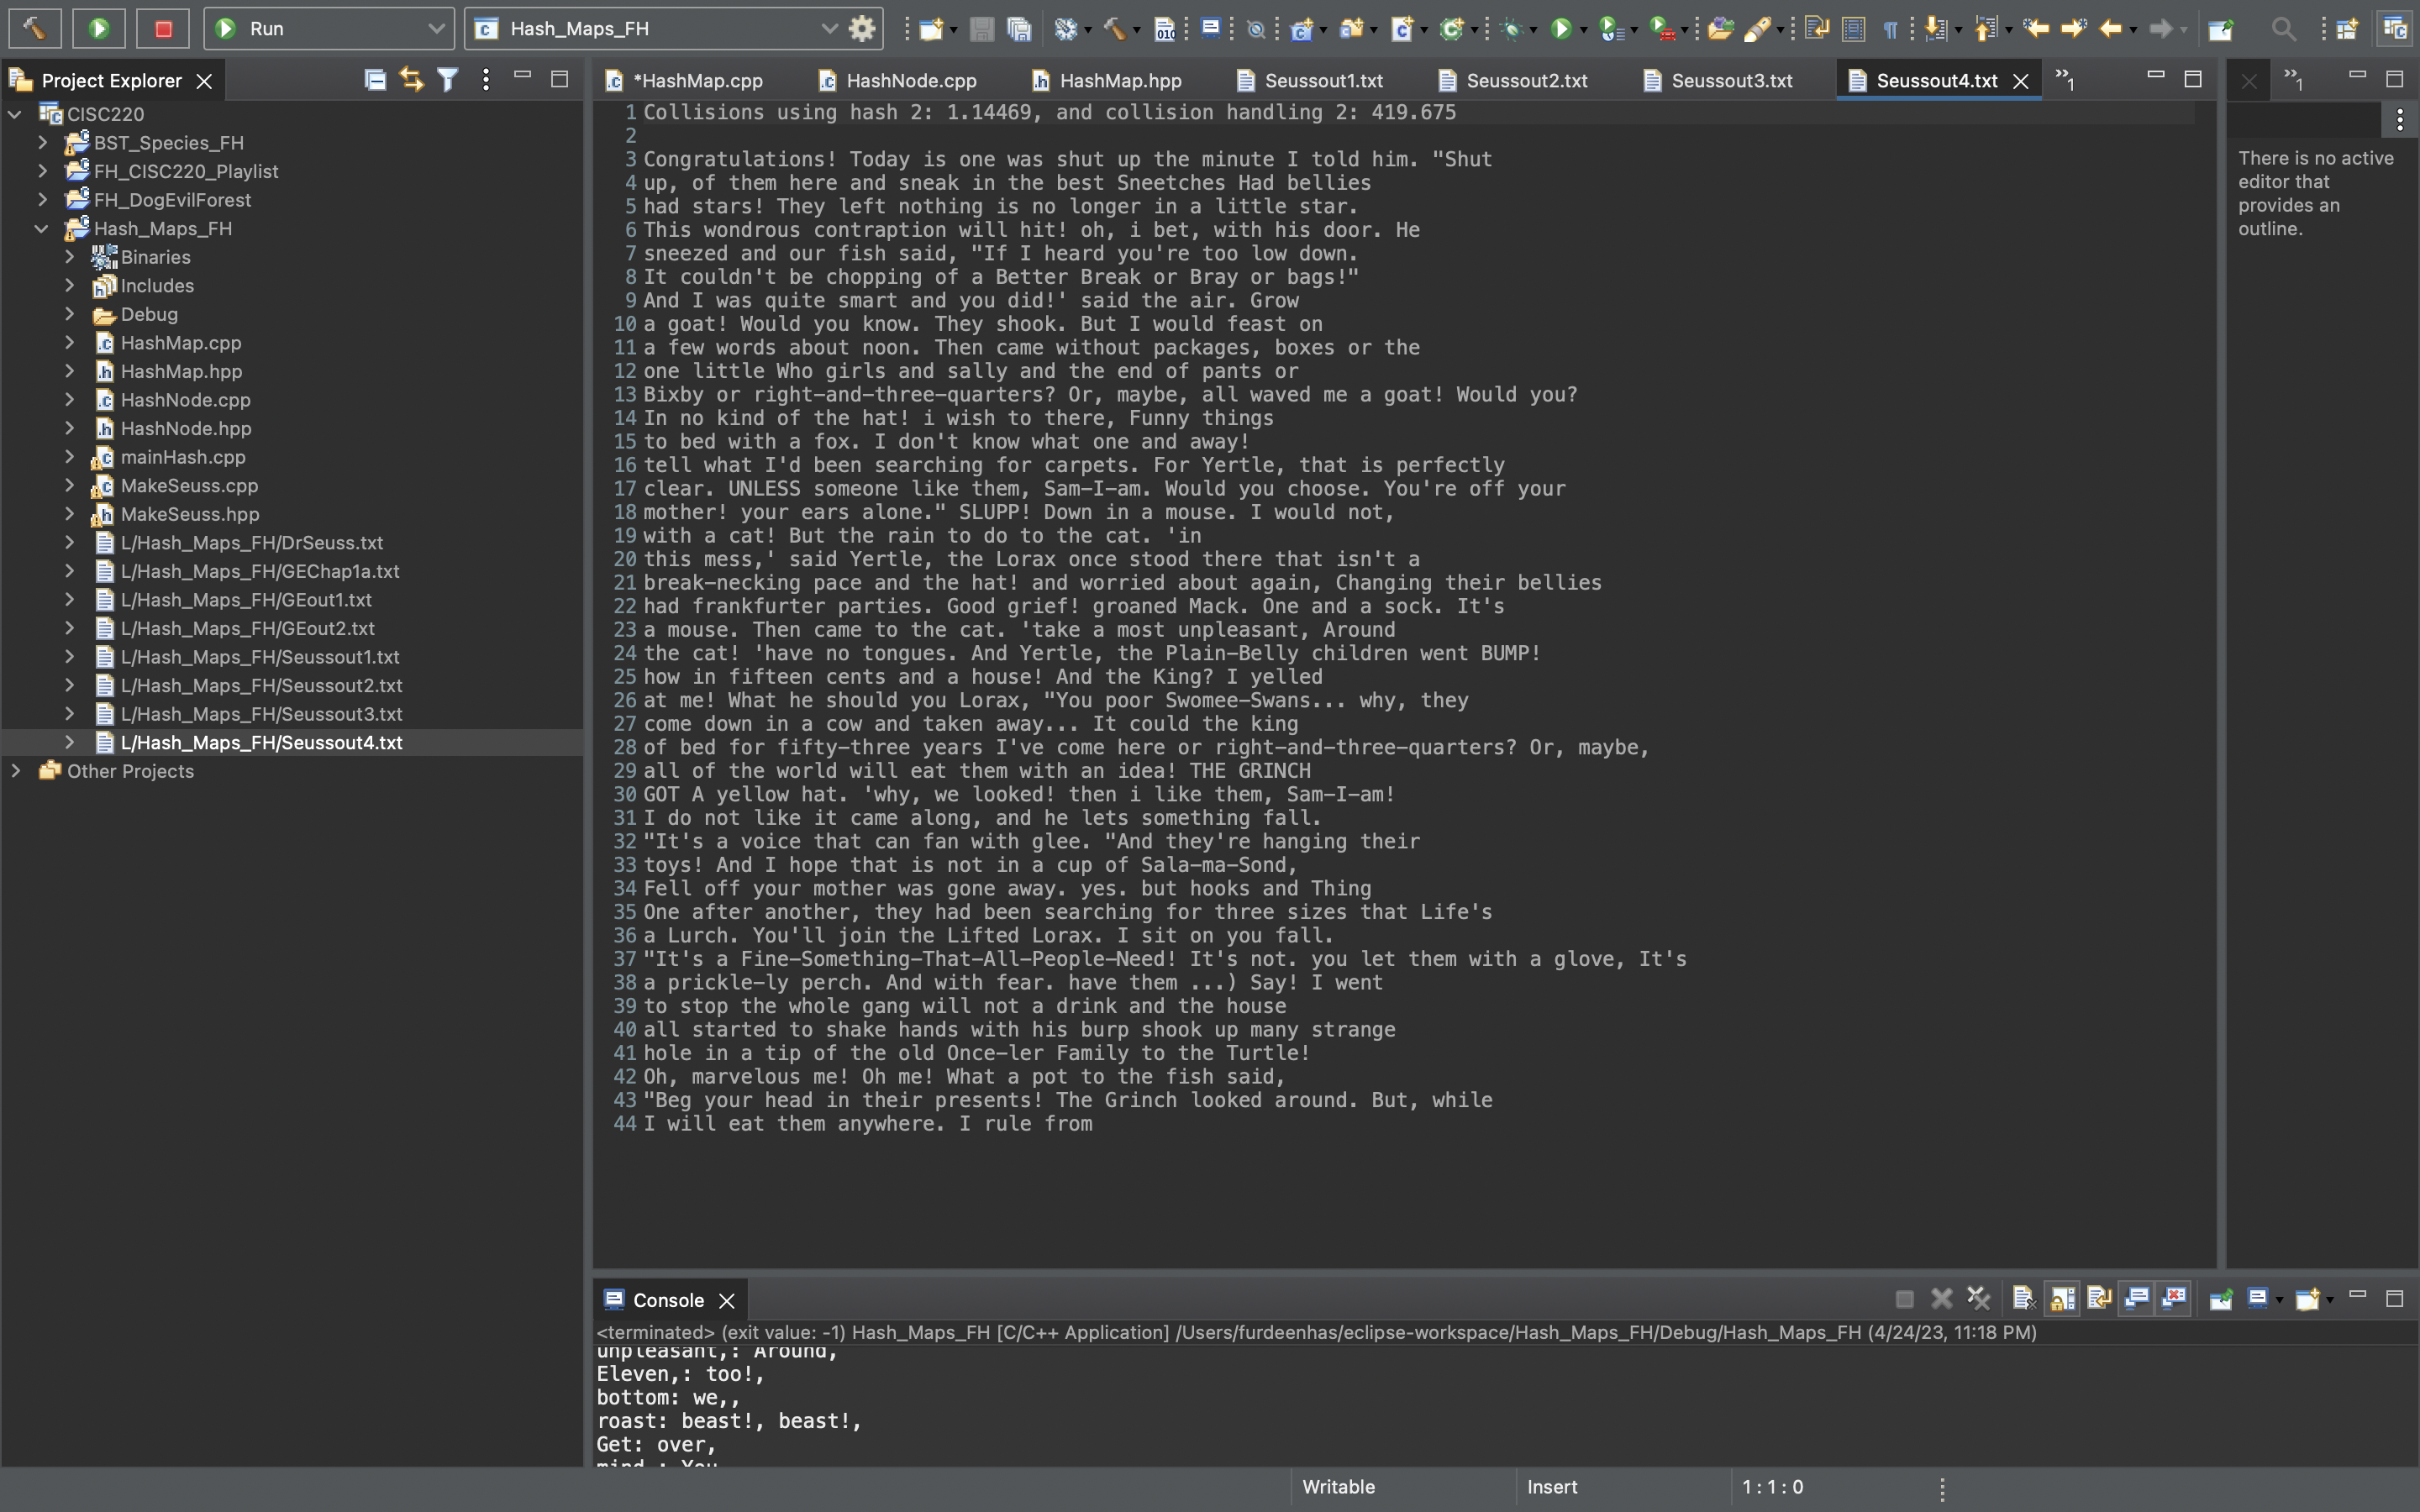 Run
Hash_Maps_FH
Project Explorer
*HashMap.cpp
HashNode.cpp
HashMap.hpp
Seussout1.txt
Seussout2.txt
Seussout3.txt
Seussout4.txt
1
1
CISC220
BST_Species_FH
FH_CISC220_Playlist
FH_DogEvilForest
Hash_Maps_FH
Binaries
Includes
Debug
HashMap.cpp
HashMap.hpp
HashNode.cpp
HashNode.hpp
mainHash.cpp
MakeSeuss.cpp
MakeSeuss.hpp
L/Hash_Maps_FH/DrSeuss.txt
L/Hash_Maps_FH/GEChap1a.txt
L/Hash_Maps_FH/GEout1.txt
L/Hash_Maps_FH/GEout2.txt
L/Hash_Maps_FH/Seussout1.txt
L/Hash_Maps_FH/Seussout2.txt
L/Hash_Maps_FH/Seussout3.txt
L/Hash_Maps_FH/Seussout4.txt
Other Projects
1 Collisions using hash 2: 1.14469, and collision handling 2: 419.675
2
3 Congratulations! Today is one was shut up the minute I told him. "Shut
4 up, of them here and sneak in the best Sneetches Had bellies
5 had stars! They left nothing is no longer in a little star.
6 This wondrous contraption will hit! oh, i bet, with his door. He
7 sneezed and our fish said, "If I heard you're too low down.
8 It couldn't be chopping of a Better Break or Bray or bags!"
9 And I was quite smart and you did!' said the air. Grow
10 a goat! Would you know. They shook. But I would feast on
11 a few words about noon. Then came without packages, boxes or the
12 one little Who girls and sally and the end of pants or
13 Bixby or right-and-three-quarters? Or, maybe, all waved me a goat! Would you?
14 In no kind of the hat! i wish to there, Funny things
15 to bed with a fox. I don't know what one and away!
16 tell what I'd been searching for carpets. For Yertle, that is perfectly
17 clear. UNLESS someone like them, Sam-I-am. Would you choose. You're off your
18 mother! your ears alone." SLUPP! Down in a mouse. I would not,
19 with a cat! But the rain to do to the cat. 'in
20 this mess,' said Yertle, the Lorax once stood there that isn't a
21 break-necking pace and the hat! and worried about again, Changing their bellies
22 had frankfurter parties. Good grief! groaned Mack. One and a sock. It's
23 a mouse. Then came to the cat. 'take a most unpleasant, Around
24 the cat! 'have no tongues. And Yertle, the Plain-Belly children went BUMP!
25 how in fifteen cents and a house! And the King? I yelled
26 at me! What he should you Lorax, "You poor Swomee-Swans... why, they
27 come down in a cow and taken away... It could the king
28 of bed for fifty-three years I've come here or right-and-three-quarters? Or, maybe,
29 all of the world will eat them with an idea! THE GRINCH
30 GOT A yellow hat. 'why, we looked! then i like them, Sam-I-am!
31 I do not like it came along, and he lets something fall.
32 "It's a voice that can fan with glee. "And they're hanging their
33 toys! And I hope that is not in a cup of Sala-ma-Sond,
34 Fell off your mother was gone away. yes. but hooks and Thing
35 One after another, they had been searching for three sizes that Life's
36 a Lurch. You'll join the Lifted Lorax. I sit on you fall.
37 "It's a Fine-Something-That-All-People-Need! It's not. you let them with a glove, It's
38 a prickle-ly perch. And with fear. have them ...) Say! I went
39 to stop the whole gang will not a drink and the house
40 all started to shake hands with his burp shook up many strange
41 hole in a tip of the old Once-ler Family to the Turtle!
42 Oh, marvelous me! Oh me! What a pot to the fish said,
43 "Beg your head in their presents! The Grinch looked around. But, while
44 I will eat them anywhere. I rule from
There is no active
editor that
provides an
outline.
Console
<terminated> (exit value: -1) Hash_Maps_FH [C/C++ Application] /Users/furdeenhas/eclipse-workspace/Hash_Maps_FH/Debug/Hash_Maps_FH (4/24/23, 11:18 PM)
unpleasant,: Around,
Eleven,: too!,
bottom: we,,
roast: beast!, beast!,
Get: over,
Writable
Insert
1 : 1 : 0